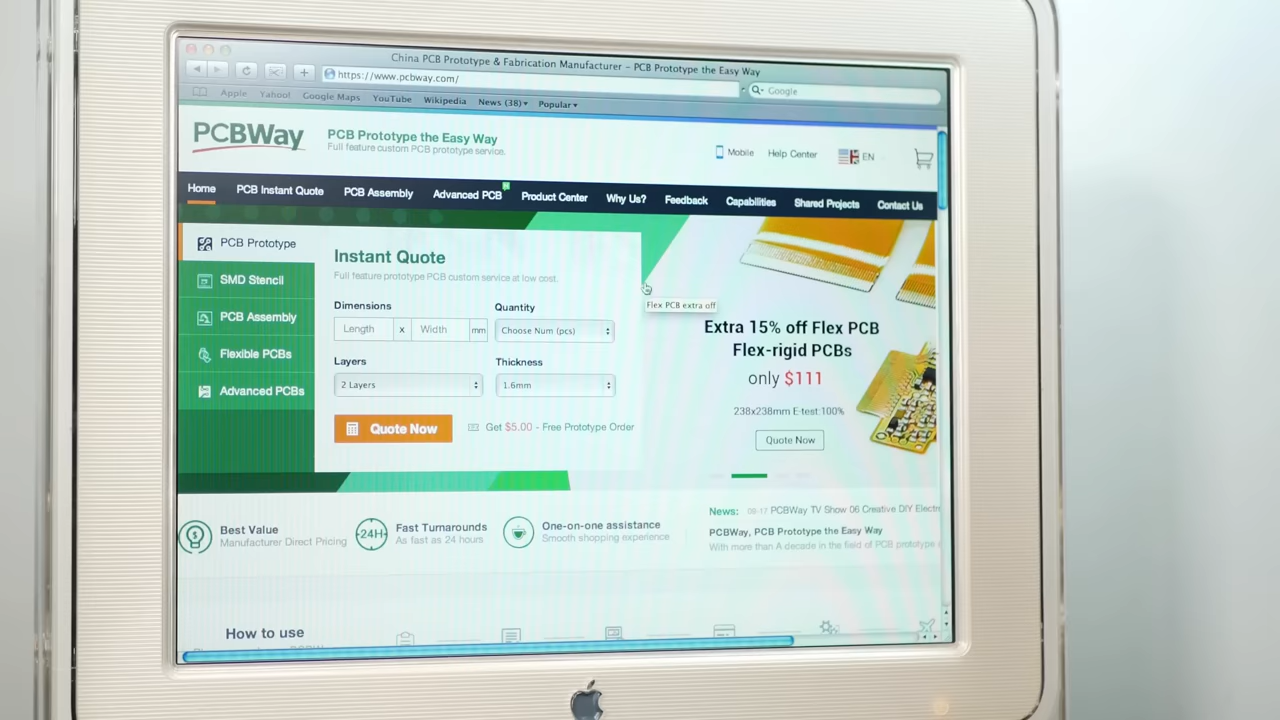 China PCB Prototype & Fabrication Manufacturer – PCB Prototype the Easy Way
https://www.pcbway.com/
Google
Apple Yahoo! Google Maps YouTube Wikipedia News (38)▾ Popular▾
PCBWay
PCB Prototype the Easy Way
Full feature custom PCB prototype service.
Mobile Help Center EN
Home PCB Instant Quote PCB Assembly Advanced PCB Product Center Why Us? Feedback Capabilities Shared Projects Contact Us
PCB Prototype
SMD Stencil
PCB Assembly
Flexible PCBs
Advanced PCBs
Instant Quote
Full feature prototype PCB custom service at low cost.
Dimensions
Quantity
Length x Width mm
Choose Num (pcs)
Layers
Thickness
2 Layers
1.6mm
Quote Now
Get $5.00 - Free Prototype Order
Flex PCB extra off
Extra 15% off Flex PCB
Flex-rigid PCBs
only $111
238x238mm E-test 100%
Quote Now
Best Value
Manufacturer Direct Pricing
24H
Fast Turnarounds
As fast as 24 hours
One-on-one assistance
Smooth shopping experience
News: 09-17 PCBWay TV Show 06 Creative DIY Electr
PCBWay, PCB Prototype the Easy Way
With more than A decade in the field of PCB prototype
How to use